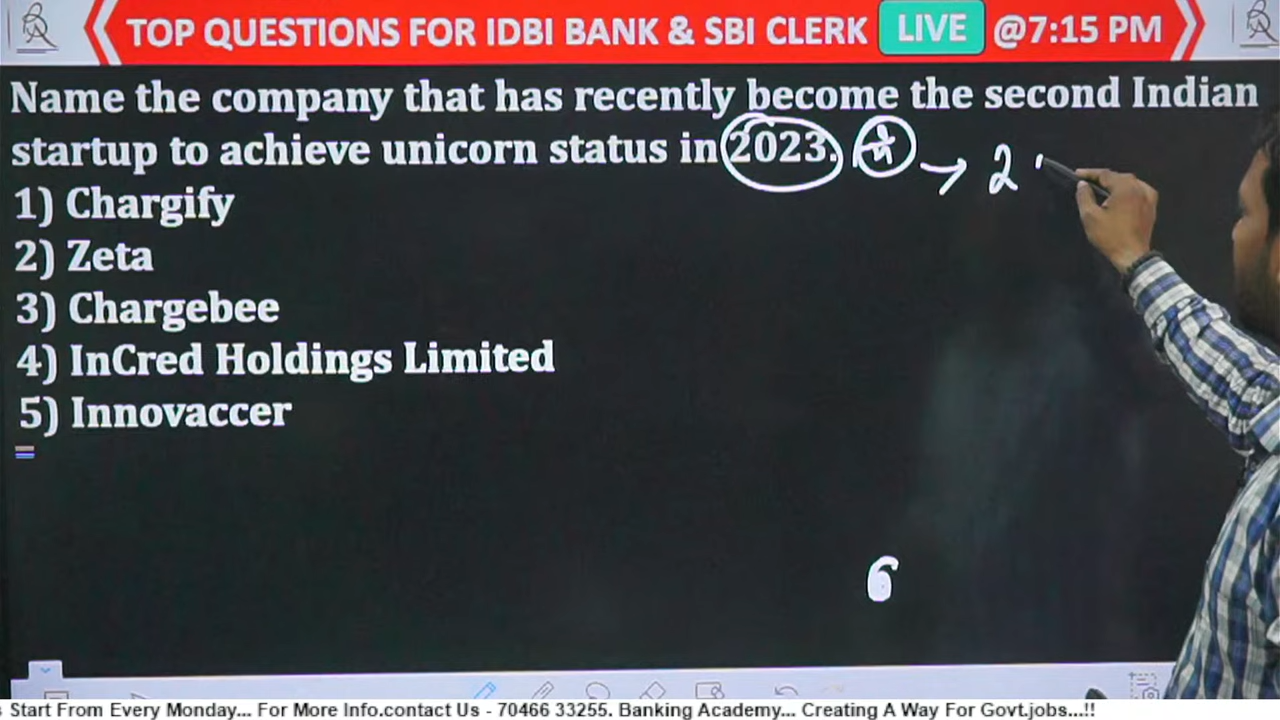 TOP QUESTIONS FOR IDBI BANK & SBI CLERK LIVE @7:15 PM
Name the company that has recently become the second Indian
startup to achieve unicorn status in 2023. में → 2
1) Chargify
2) Zeta
3) Chargebee
4) InCred Holdings Limited
5) Innovaccer
6
Start From Every Monday... For More Info.contact Us - 70466 33255. Banking Academy... Creating A Way For Govt.jobs...!!